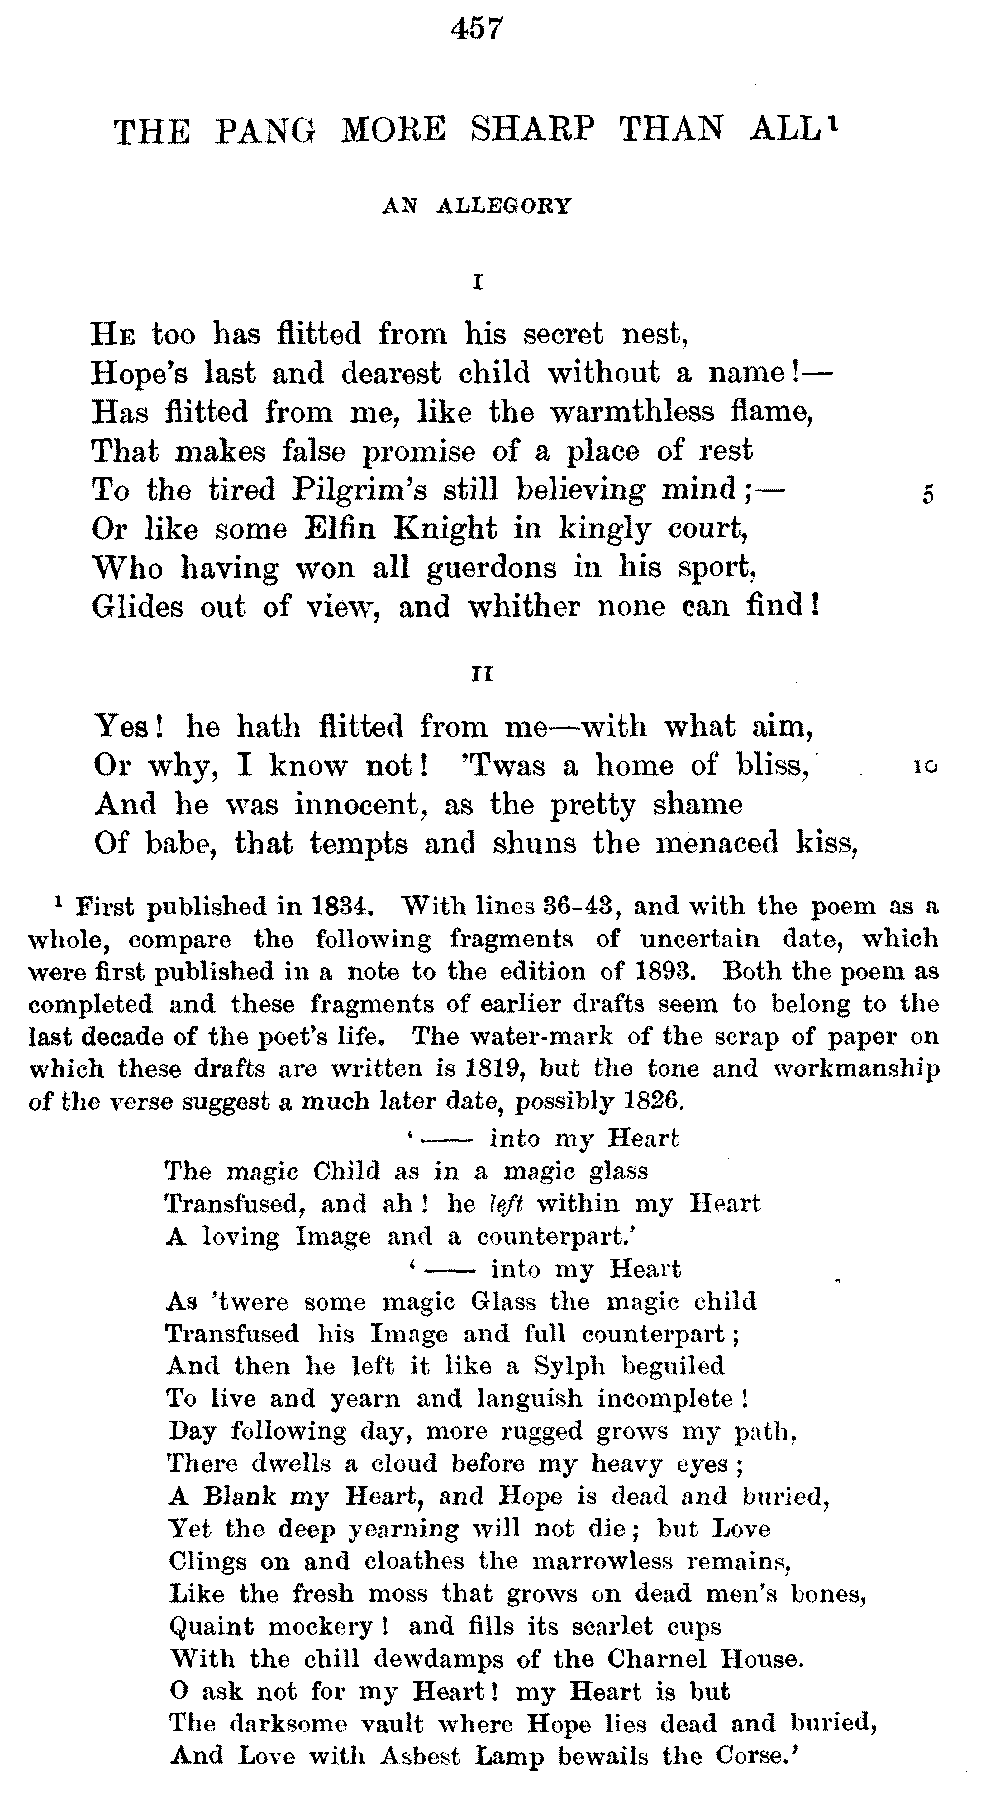 457
THE PANG MORE SHARP THAN ALL¹
AN ALLEGORY
I
HE too has flitted from his secret nest,
Hope's last and dearest child without a name!—
Has flitted from me, like the warmthless flame,
That makes false promise of a place of rest
To the tired Pilgrim's still believing mind;— 5
Or like some Elfin Knight in kingly court,
Who having won all guerdons in his sport,
Glides out of view, and whither none can find!
II
Yes! he hath flitted from me—with what aim,
Or why, I know not! 'Twas a home of bliss, 10
And he was innocent, as the pretty shame
Of babe, that tempts and shuns the menaced kiss,
¹ First published in 1834. With lines 36-43, and with the poem as a
whole, compare the following fragments of uncertain date, which
were first published in a note to the edition of 1893. Both the poem as
completed and these fragments of earlier drafts seem to belong to the
last decade of the poet's life. The water-mark of the scrap of paper on
which these drafts are written is 1819, but the tone and workmanship
of the verse suggest a much later date, possibly 1826.
'—— into my Heart
The magic Child as in a magic glass
Transfused, and ah! he left within my Heart
A loving Image and a counterpart.'
'—— into my Heart
As 'twere some magic Glass the magic child
Transfused his Image and full counterpart;
And then he left it like a Sylph beguiled
To live and yearn and languish incomplete!
Day following day, more rugged grows my path,
There dwells a cloud before my heavy eyes;
A Blank my Heart, and Hope is dead and buried,
Yet the deep yearning will not die; but Love
Clings on and cloathes the marrowless remains,
Like the fresh moss that grows on dead men's bones,
Quaint mockery! and fills its scarlet cups
With the chill dewdamps of the Charnel House.
O ask not for my Heart! my Heart is but
The darksome vault where Hope lies dead and buried,
And Love with Asbest Lamp bewails the Corse.'